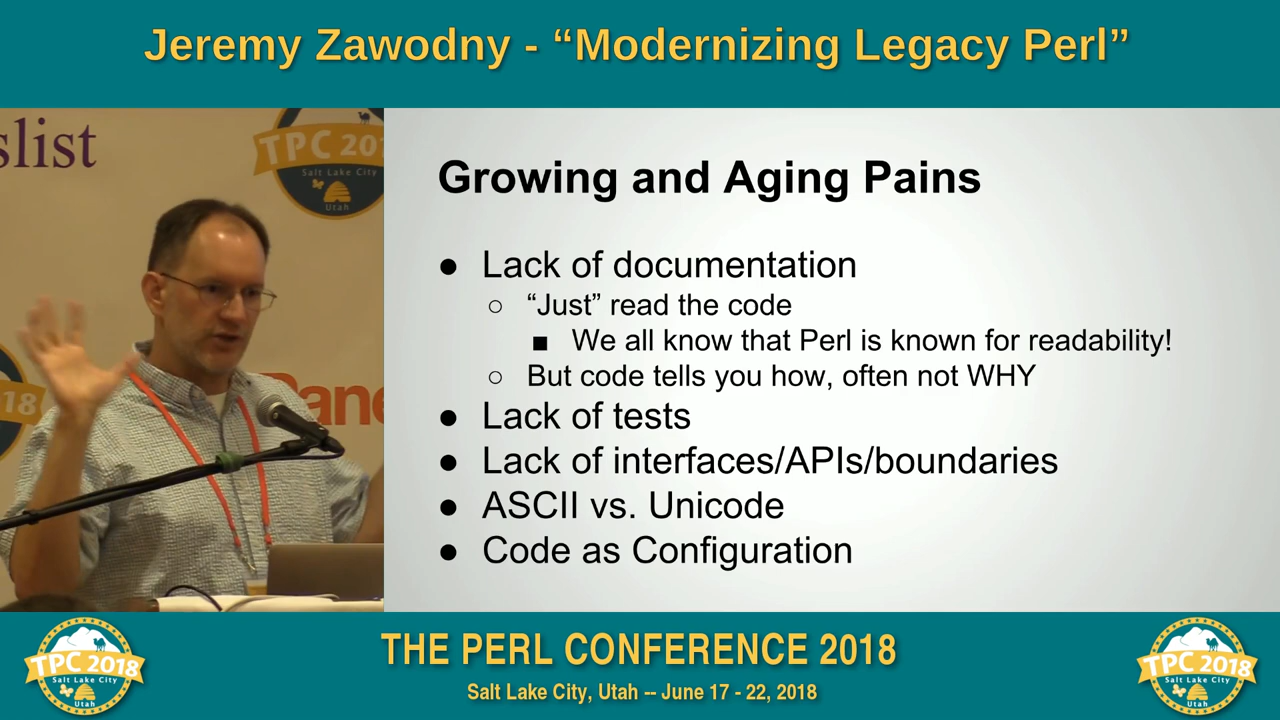 Jeremy Zawodny - “Modernizing Legacy Perl”
slist
TPC 201
Salt Lake City
Utah
18
Pane
Growing and Aging Pains
● Lack of documentation
○ “Just” read the code
■ We all know that Perl is known for readability!
○ But code tells you how, often not WHY
● Lack of tests
● Lack of interfaces/APIs/boundaries
● ASCII vs. Unicode
● Code as Configuration
TPC 2018
Salt Lake City
Utah
THE PERL CONFERENCE 2018
Salt Lake City, Utah -- June 17 - 22, 2018
TPC 2018
Salt Lake City
Utah